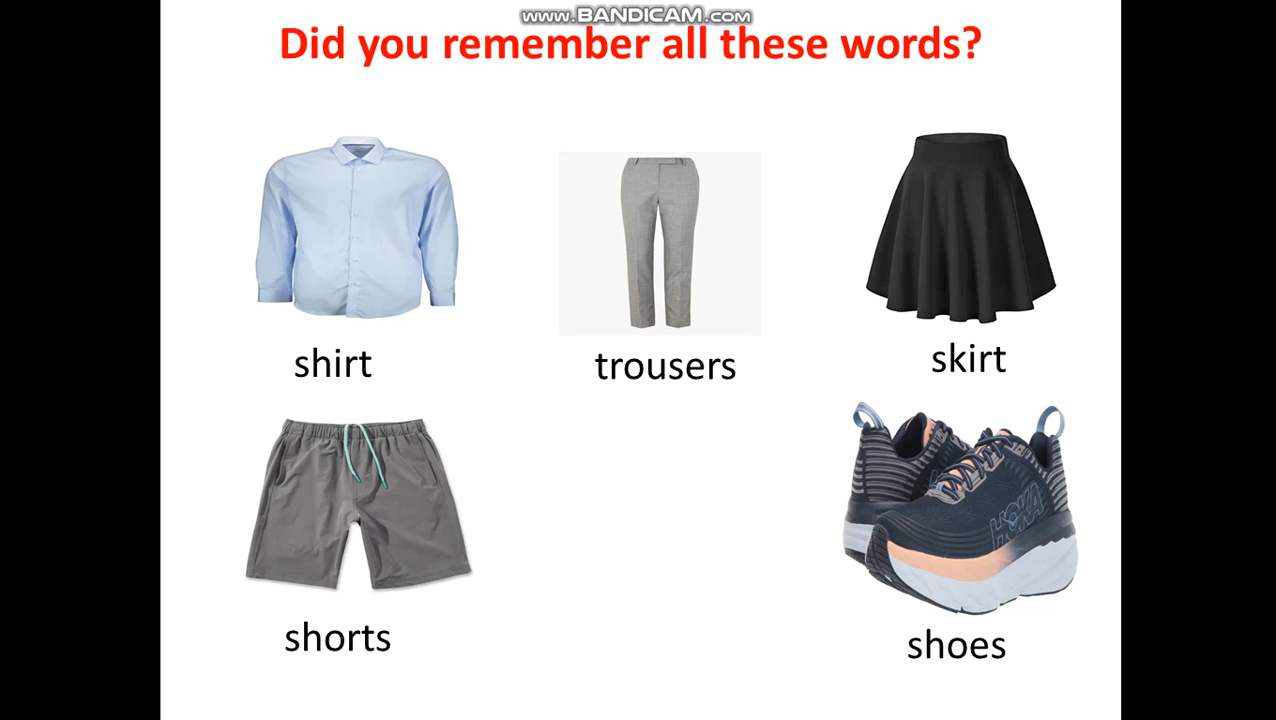 www.BANDICAM.com
Did you remember all these words?
shirt
trousers
skirt
HOKA
shorts
shoes